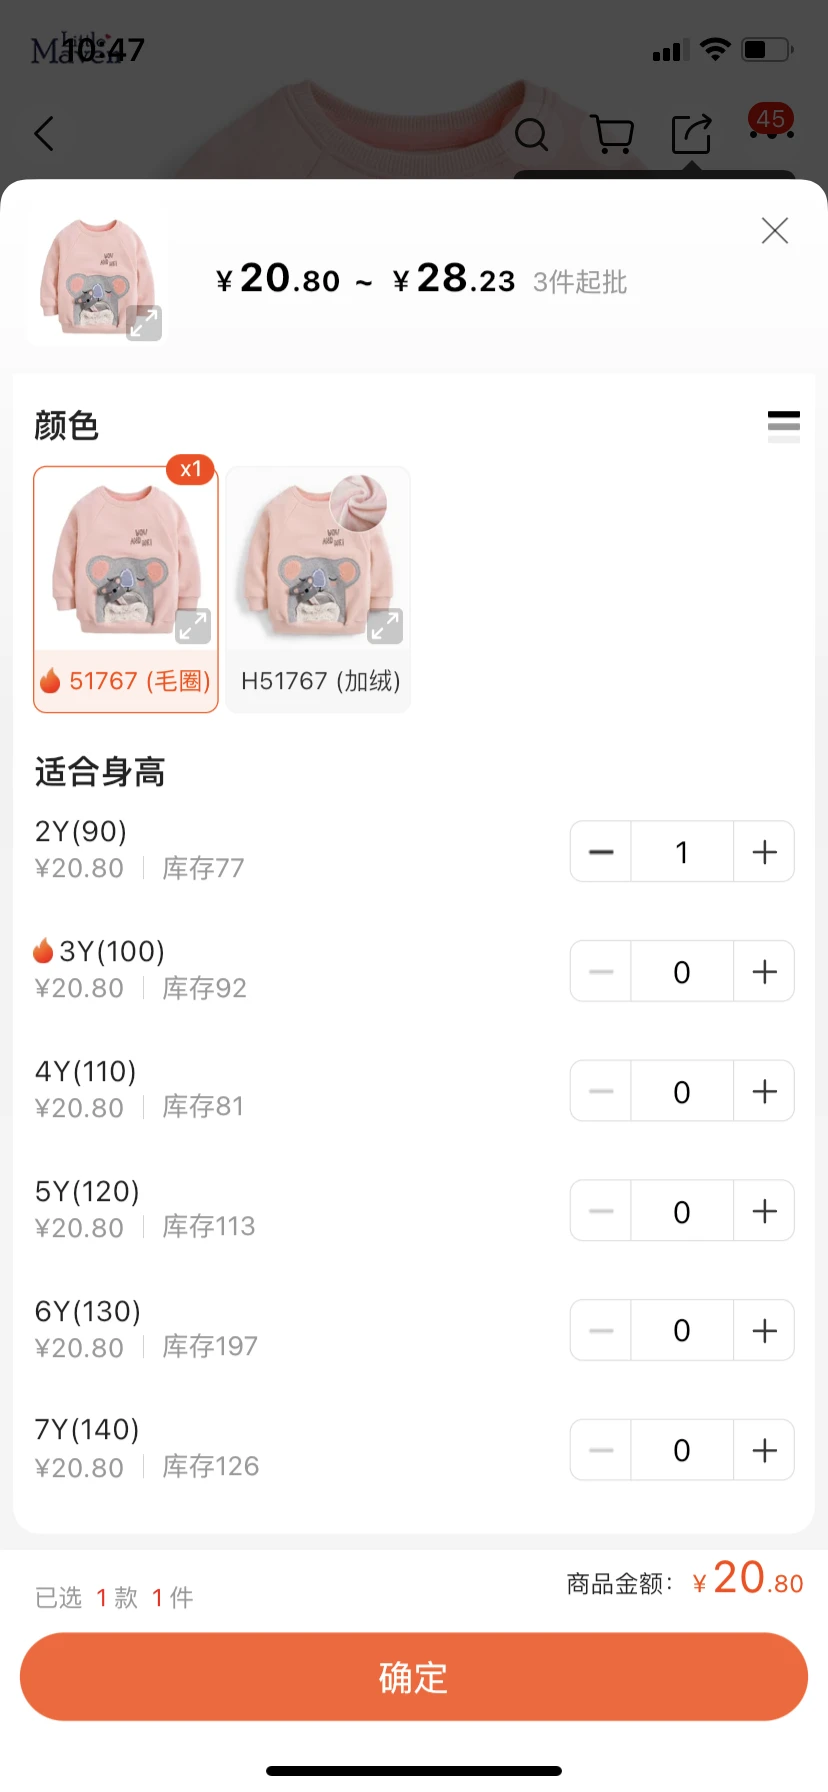 Little
Maven
10:47
45
¥20.80 ~ ¥28.23 3件起批
颜色
x1
51767 (毛圈)
H51767 (加绒)
适合身高
2Y(90)
¥20.80 库存77
1
3Y(100)
¥20.80 库存92
0
4Y(110)
¥20.80 库存81
0
5Y(120)
¥20.80 库存113
0
6Y(130)
¥20.80 库存197
0
7Y(140)
¥20.80 库存126
0
已选 1 款 1 件
商品金额: ¥20.80
确定